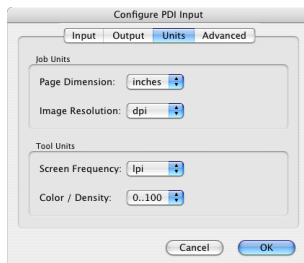 Configure PDI Input
Input Output Units Advanced
Job Units
Page Dimension: inches
Image Resolution: dpi
Tool Units
Screen Frequency: lpi
Color / Density: 0..100
Cancel OK